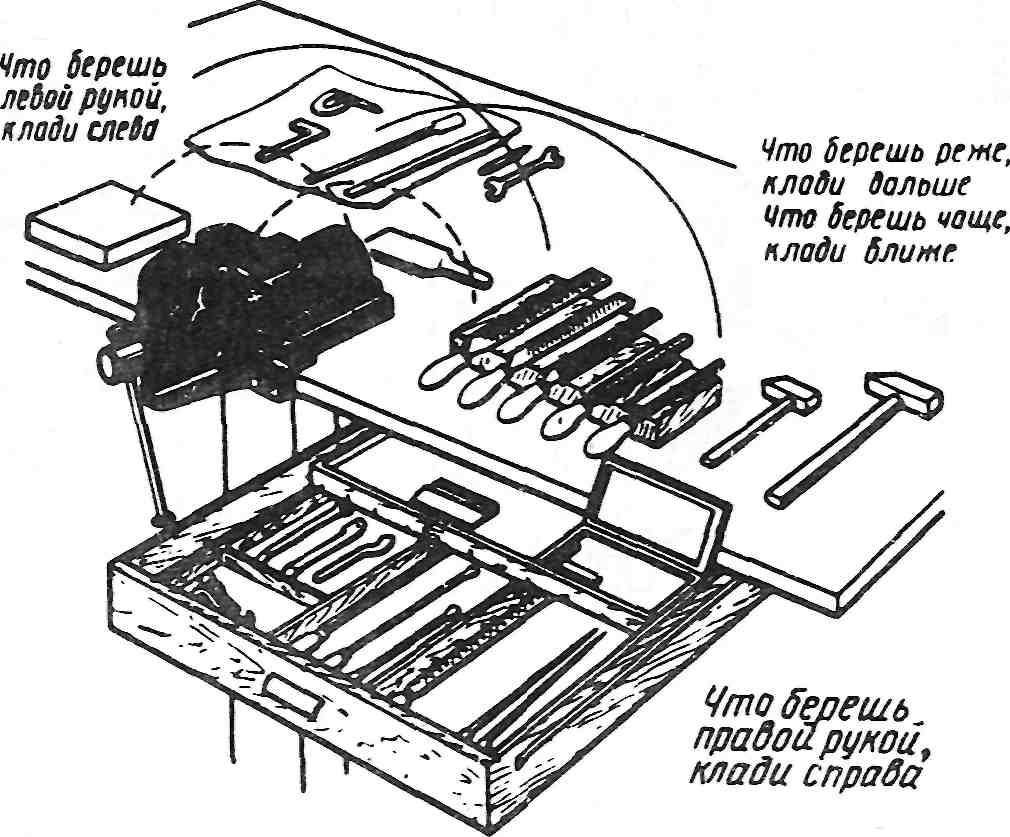 Что берешь
левой рукой,
клади слева
Что берешь реже,
клади дальше
Что берешь чаще,
клади ближе
Что берешь
правой рукой,
клади справа